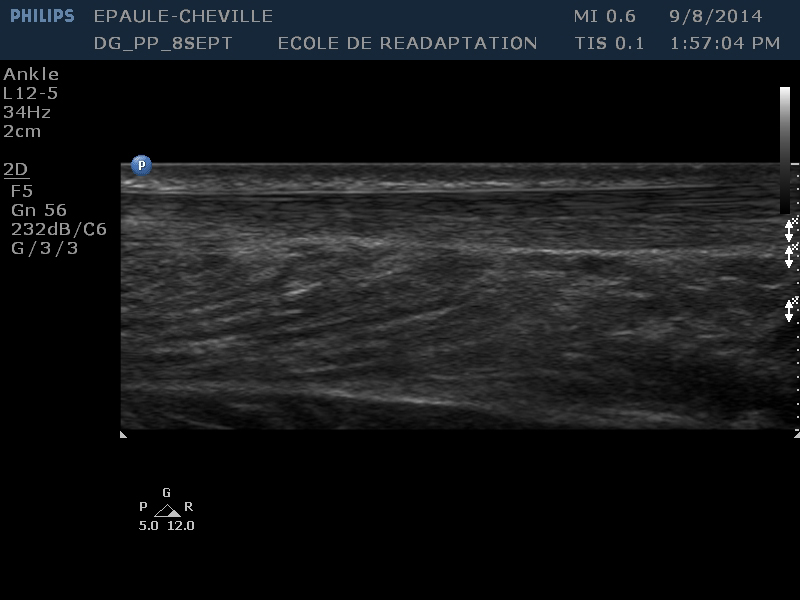 PHILIPS EPAULE-CHEVILLE MI 0.6 9/8/2014
DG_PP_8SEPT ECOLE DE READAPTATION TIS 0.1 1:57:04 PM
Ankle
L12-5
34Hz
2cm
P
2D
F5
Gn 56
232dB/C6
G/3/3
G
P R
5.0 12.0